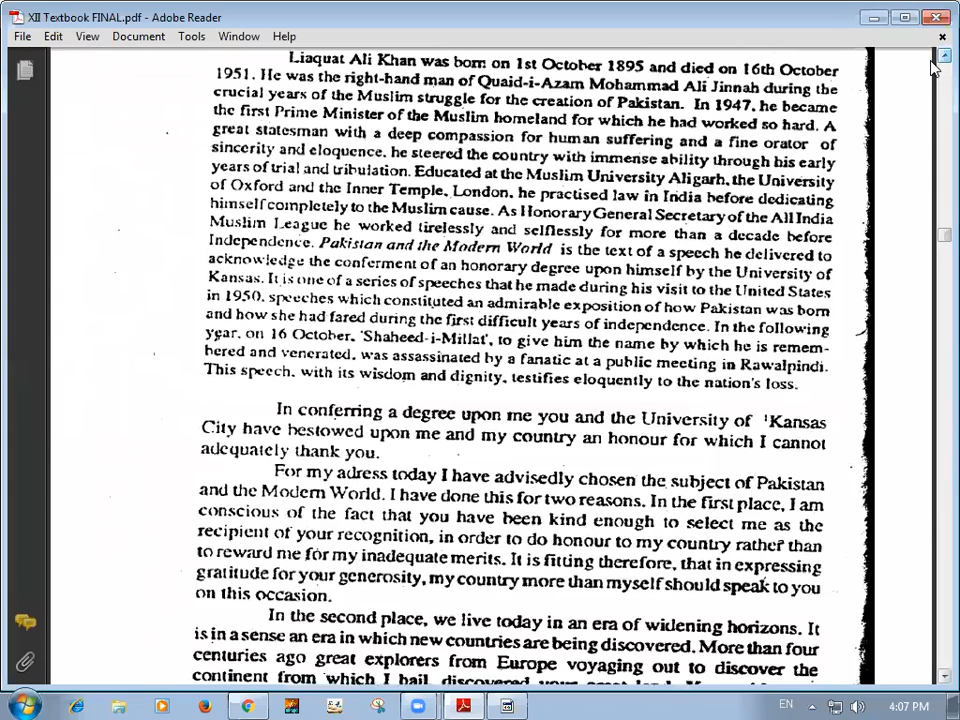 XII Textbook FINAL.pdf - Adobe Reader
File Edit View Document Tools Window Help
Liaquat Ali Khan was born on 1st October 1895 and died on 16th October
1951. He was the right-hand man of Quaid-i-Azam Mohammad Ali Jinnah during the
crucial years of the Muslim struggle for the creation of Pakistan. In 1947, he became
the first Prime Minister of the Muslim homeland for which he had worked so hard. A
great statesman with a deep compassion for human suffering and a fine orator of
sincerity and eloquence, he steered the country with immense ability through his early
years of trial and tribulation. Educated at the Muslim University Aligarh, the University
of Oxford and the Inner Temple, London, he practised law in India before dedicating
himself completely to the Muslim cause. As Honorary General Secretary of the All India
Muslim League he worked tirelessly and selflessly for more than a decade before
Independence. Pakistan and the Modern World is the text of a speech he delivered to
acknowledge the conferment of an honorary degree upon himself by the University of
Kansas. It is one of a series of speeches that he made during his visit to the United States
in 1950, speeches which constituted an admirable exposition of how Pakistan was born
and how she had fared during the first difficult years of independence. In the following
year, on 16 October, 'Shaheed-i-Millat', to give him the name by which he is remem-
bered and venerated, was assassinated by a fanatic at a public meeting in Rawalpindi.
This speech, with its wisdom and dignity, testifies eloquently to the nation's loss.
In conferring a degree upon me you and the University of 'Kansas
City have bestowed upon me and my country an honour for which I cannot
adequately thank you.
For my adress today I have advisedly chosen the subject of Pakistan
and the Modern World. I have done this for two reasons. In the first place, I am
conscious of the fact that you have been kind enough to select me as the
recipient of your recognition, in order to do honour to my country rather than
to reward me for my inadequate merits. It is fitting therefore, that in expressing
gratitude for your generosity, my country more than myself should speak to you
on this occasion.
In the second place, we live today in an era of widening horizons. It
is in a sense an era in which new countries are being discovered. More than four
centuries ago great explorers from Europe voyaging out to discover the
continent from which I hail, discovered your great land.
EN 4:07 PM